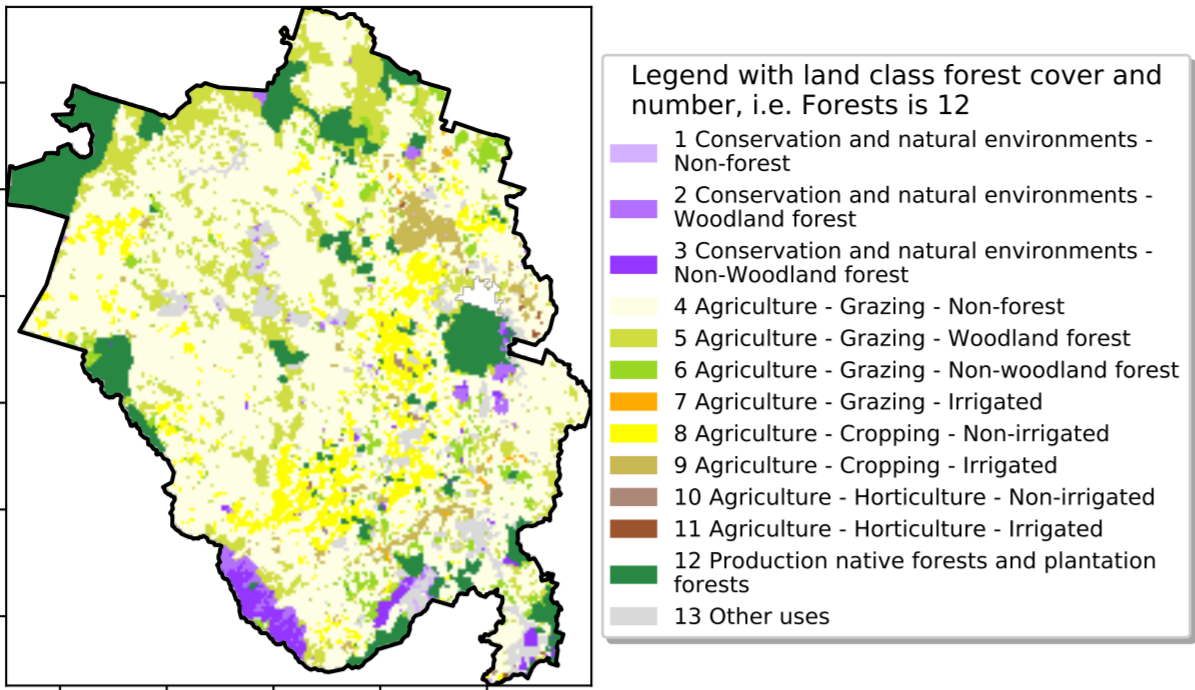 Legend with land class forest cover and
number, i.e. Forests is 12
1 Conservation and natural environments -
Non-forest
2 Conservation and natural environments -
Woodland forest
3 Conservation and natural environments -
Non-Woodland forest
4 Agriculture - Grazing - Non-forest
5 Agriculture - Grazing - Woodland forest
6 Agriculture - Grazing - Non-woodland forest
7 Agriculture - Grazing - Irrigated
8 Agriculture - Cropping - Non-irrigated
9 Agriculture - Cropping - Irrigated
10 Agriculture - Horticulture - Non-irrigated
11 Agriculture - Horticulture - Irrigated
12 Production native forests and plantation
forests
13 Other uses